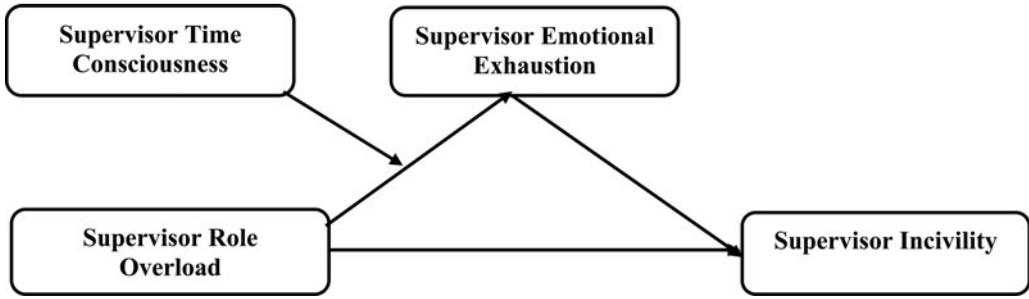 Supervisor Time
Consciousness
Supervisor Emotional
Exhaustion
Supervisor Role
Overload
Supervisor Incivility